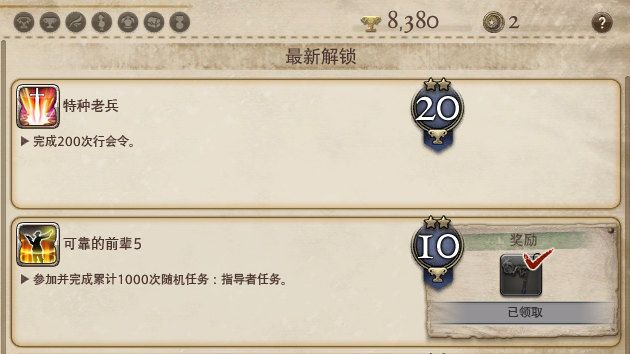 8,380
2
?
最新解锁
特种老兵
20
▶完成200次行会令。
可靠的前辈5
10
奖励
▶参加并完成累计1000次随机任务：指导者任务。
已领取